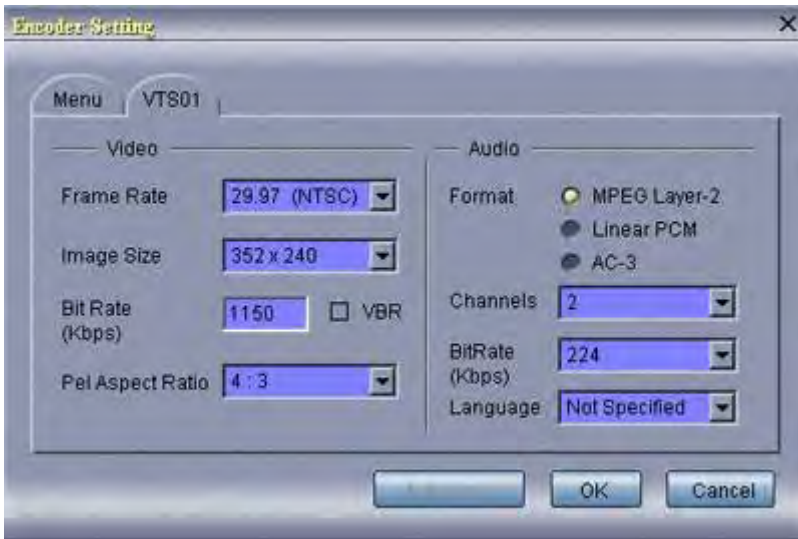 Encoder Setting
Menu
VTS01
Video
Frame Rate
29.97 (NTSC)
Image Size
352 x 240
Bit Rate
(Kbps)
1150
VBR
Pel Aspect Ratio
4 : 3
Audio
Format
MPEG Layer-2
Linear PCM
AC-3
Channels
2
BitRate
(Kbps)
224
Language
Not Specified
OK
Cancel